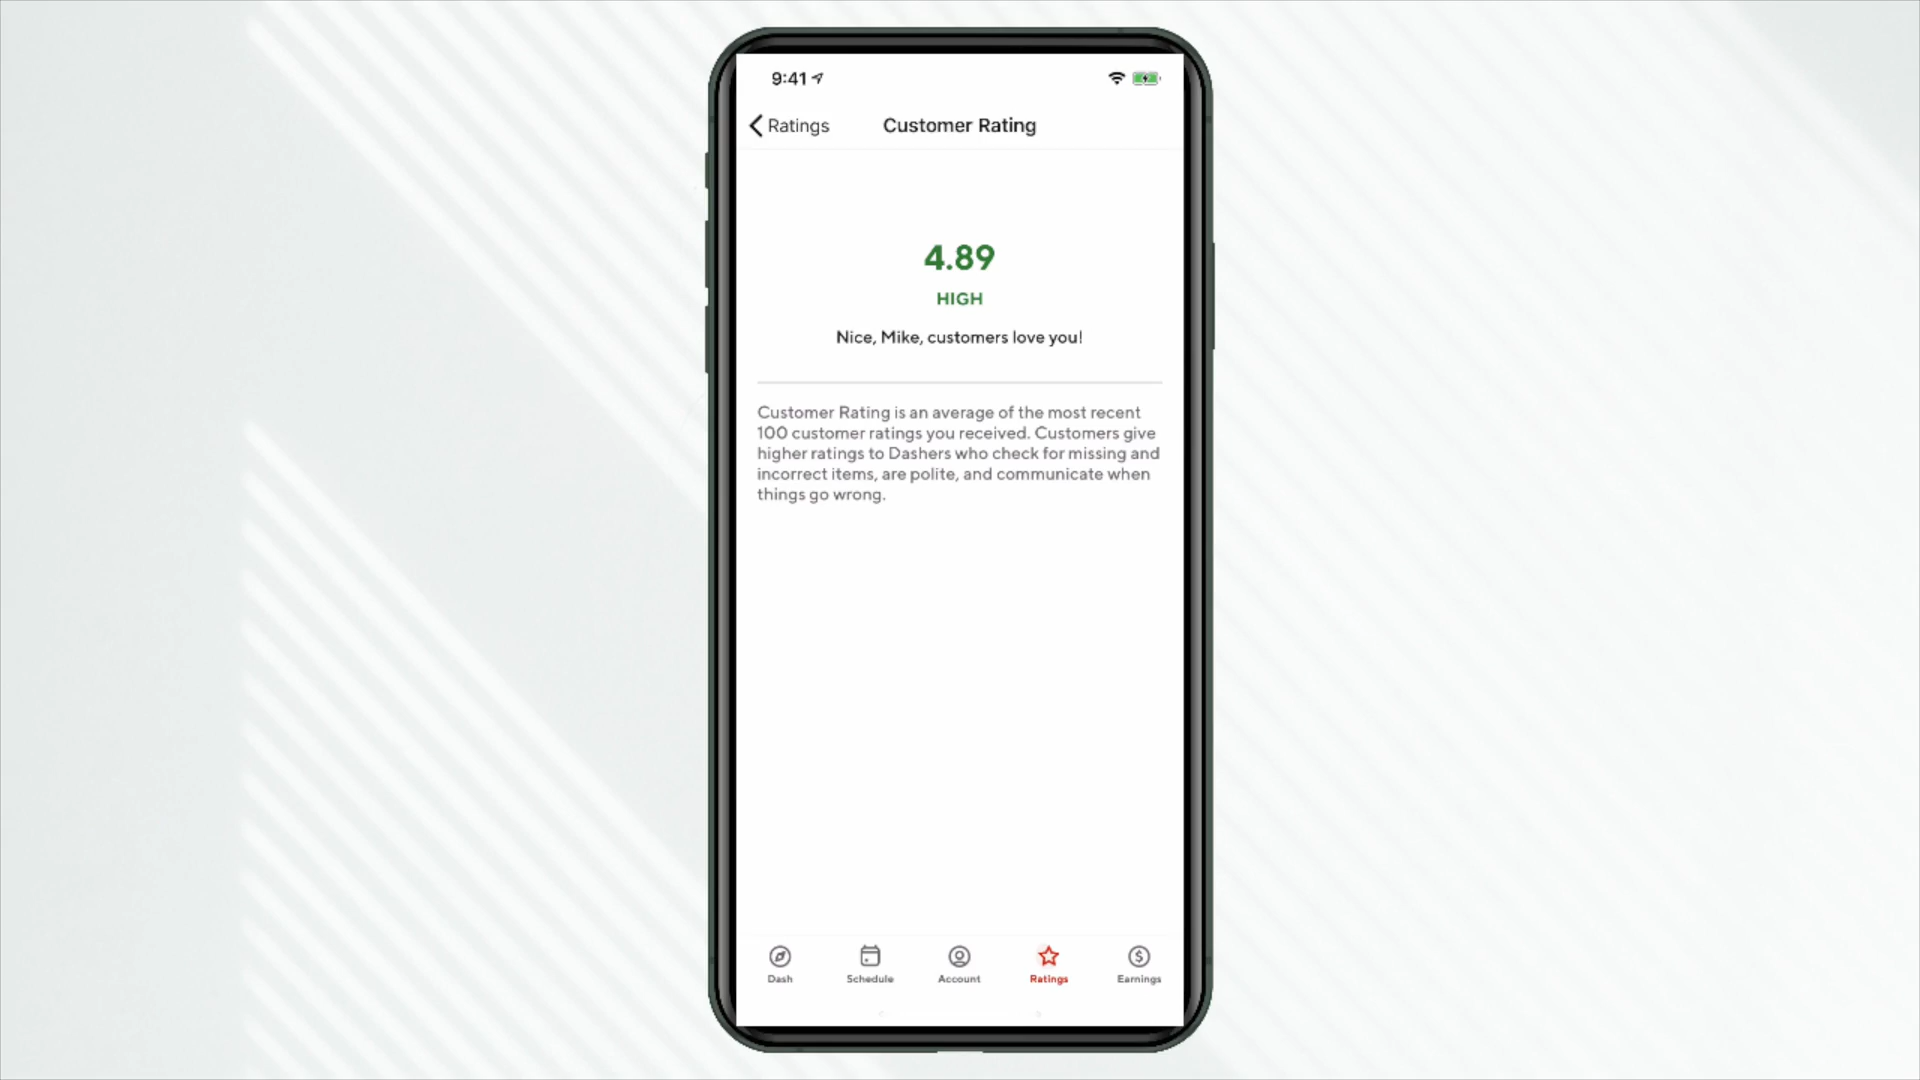 9:41
Ratings
Customer Rating
4.89
HIGH
Nice, Mike, customers love you!
Customer Rating is an average of the most recent
100 customer ratings you received. Customers give
higher ratings to Dashers who check for missing and
incorrect items, are polite, and communicate when
things go wrong.
Dash
Schedule
Account
Ratings
Earnings